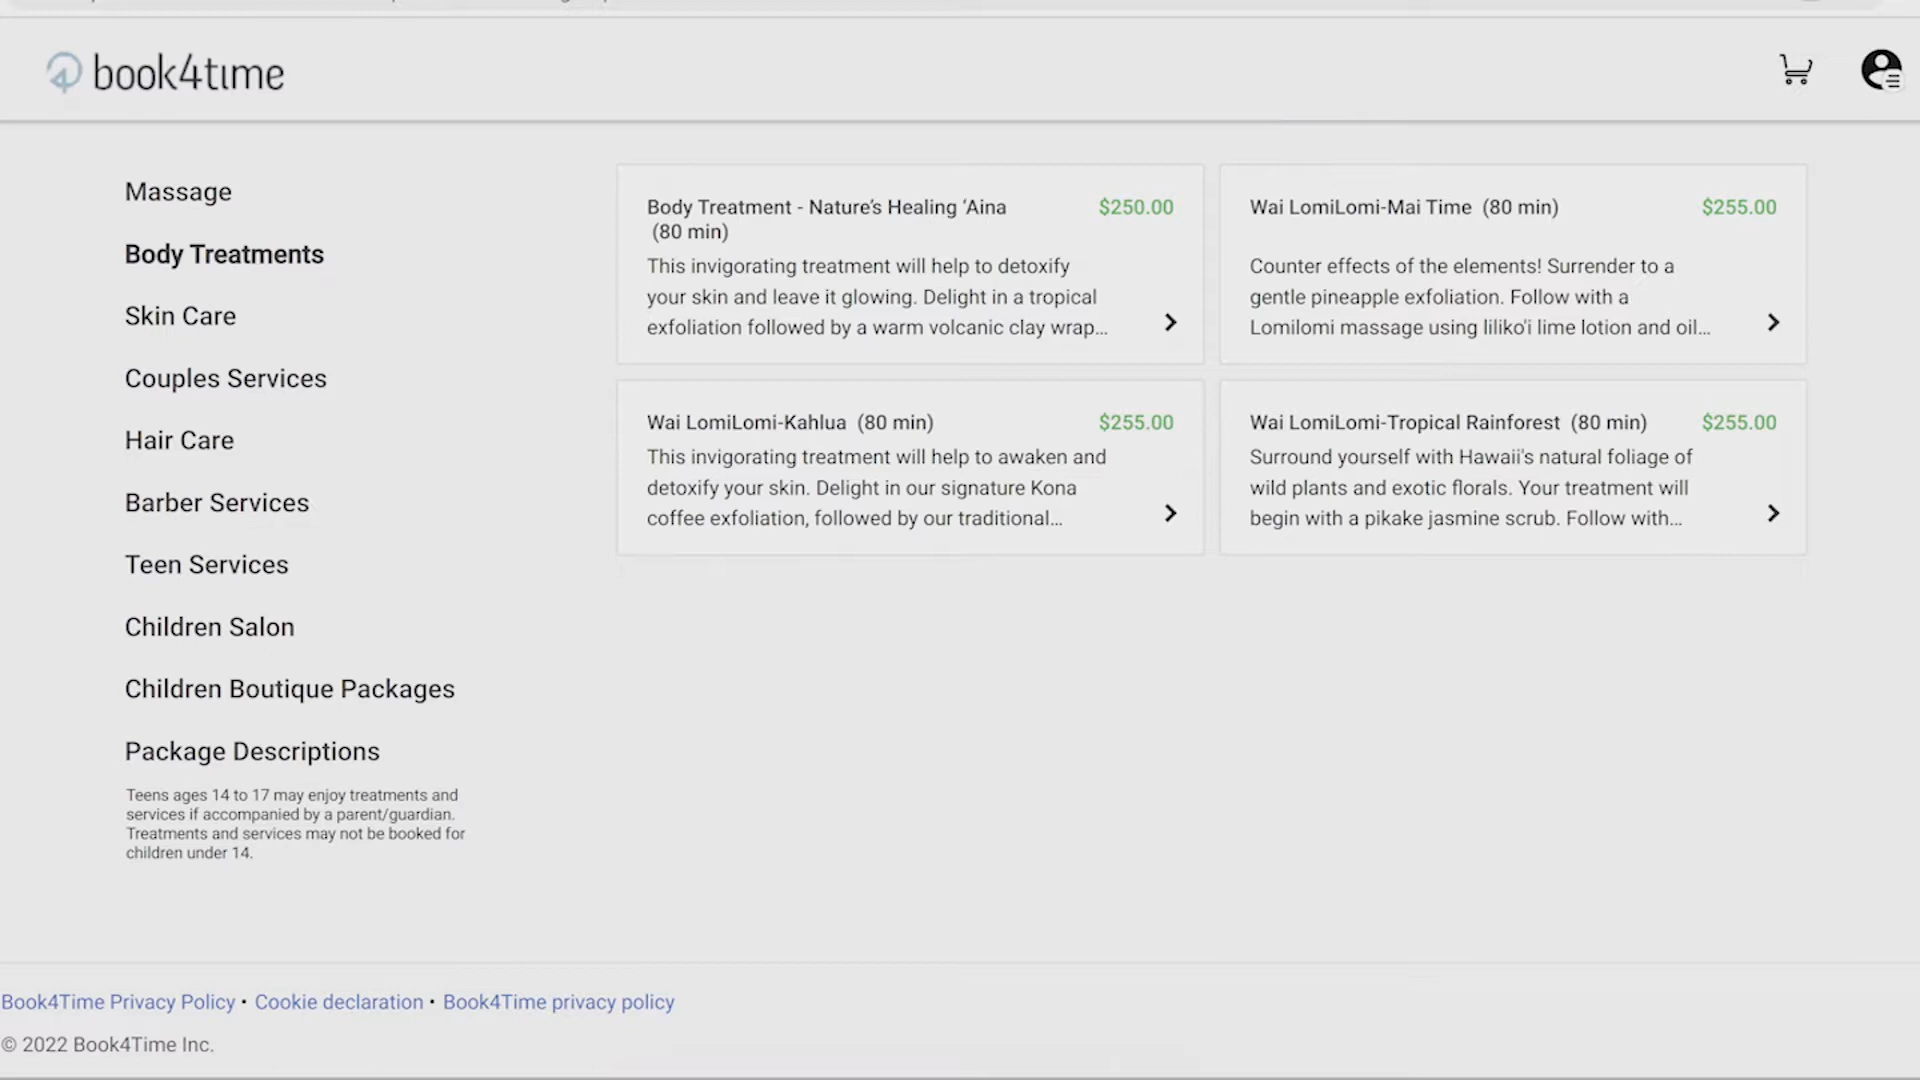 book4tıme
Massage
Body Treatments
Skin Care
Couples Services
Hair Care
Barber Services
Teen Services
Children Salon
Children Boutique Packages
Package Descriptions
Teens ages 14 to 17 may enjoy treatments and
services if accompanied by a parent/guardian.
Treatments and services may not be booked for
children under 14.
Body Treatment - Nature's Healing ‘Aina $250.00
(80 min)
This invigorating treatment will help to detoxify
your skin and leave it glowing. Delight in a tropical
exfoliation followed by a warm volcanic clay wrap...
Wai LomiLomi-Mai Time (80 min) $255.00
Counter effects of the elements! Surrender to a
gentle pineapple exfoliation. Follow with a
Lomilomi massage using liliko'i lime lotion and oil...
Wai LomiLomi-Kahlua (80 min) $255.00
This invigorating treatment will help to awaken and
detoxify your skin. Delight in our signature Kona
coffee exfoliation, followed by our traditional...
Wai LomiLomi-Tropical Rainforest (80 min) $255.00
Surround yourself with Hawaii's natural foliage of
wild plants and exotic florals. Your treatment will
begin with a pikake jasmine scrub. Follow with...
Book4Time Privacy Policy • Cookie declaration • Book4Time privacy policy
© 2022 Book4Time Inc.